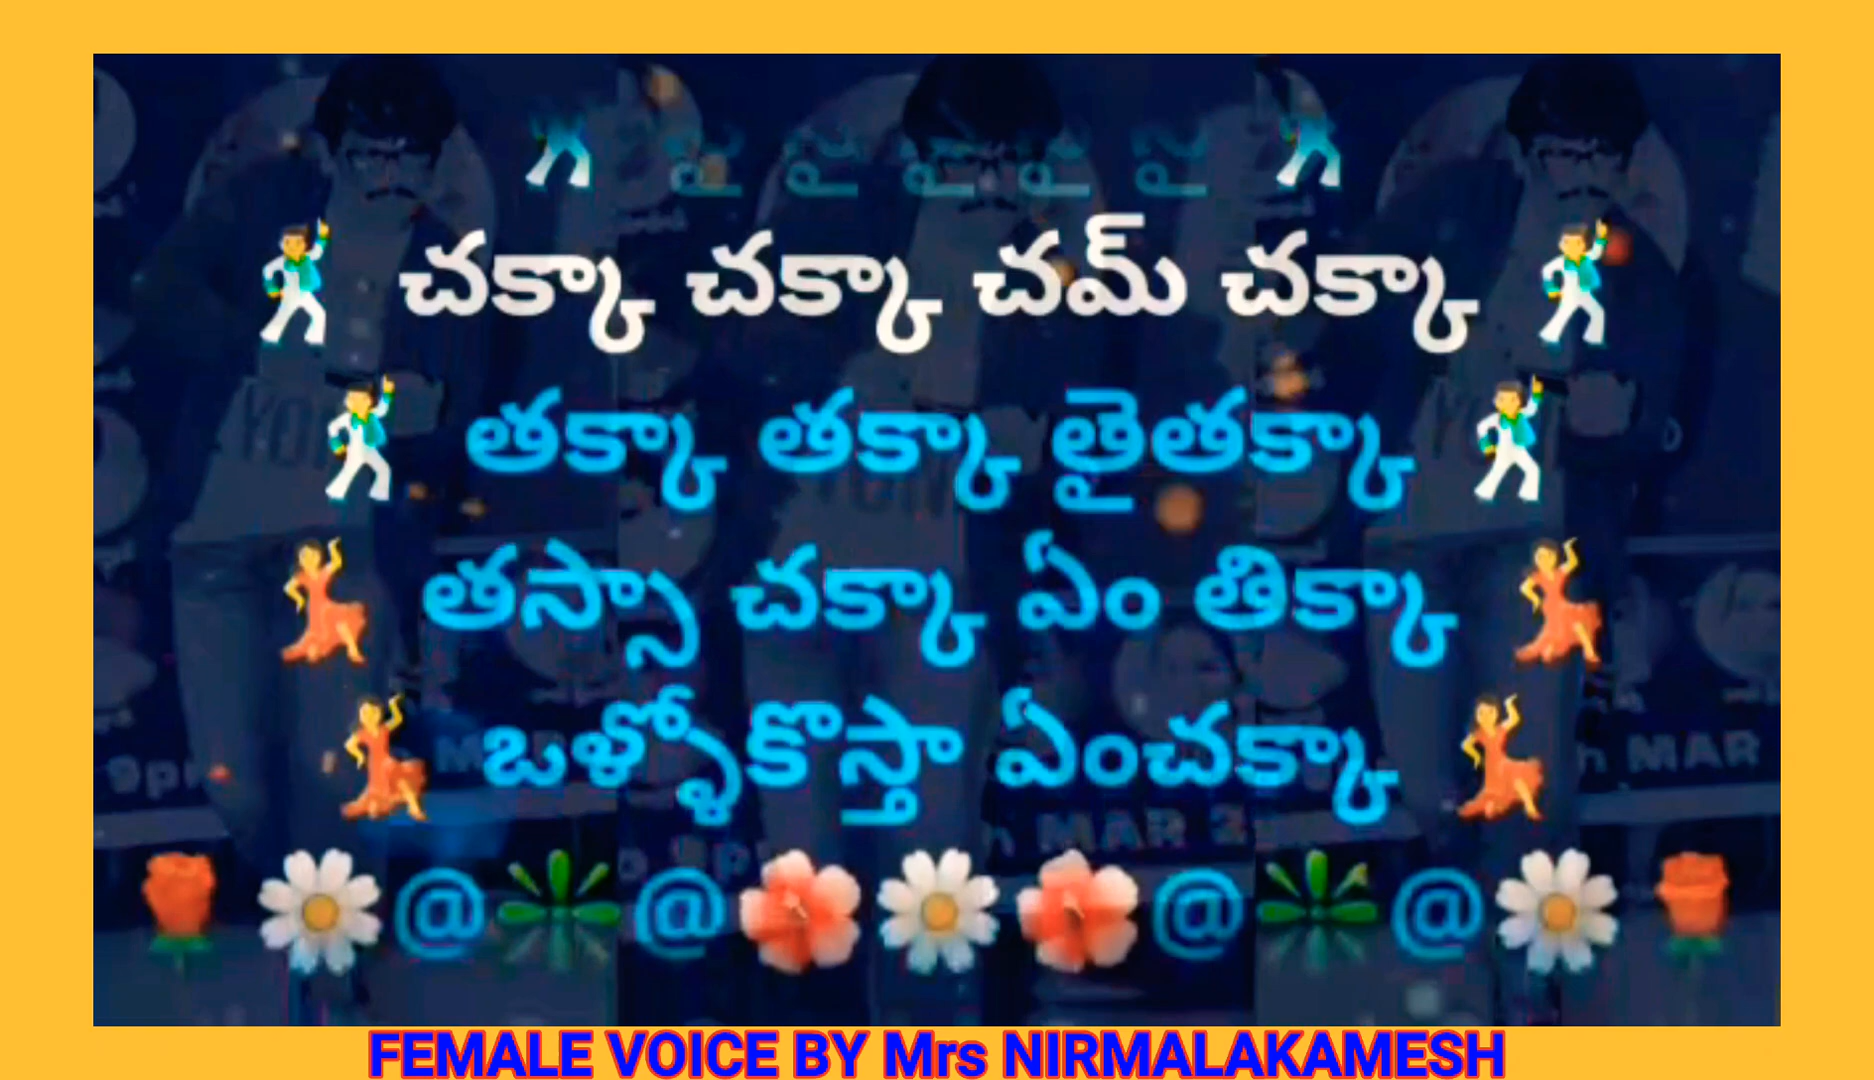 చక్కా చక్కా చమ్ చక్కా
తక్కా తక్కా తైతక్కా
తస్సా చక్కా ఏం తిక్కా
ఒళ్ళోకొస్తా ఏంచక్కా
@ @ @ @
FEMALE VOICE BY Mrs NIRMALAKAMESH